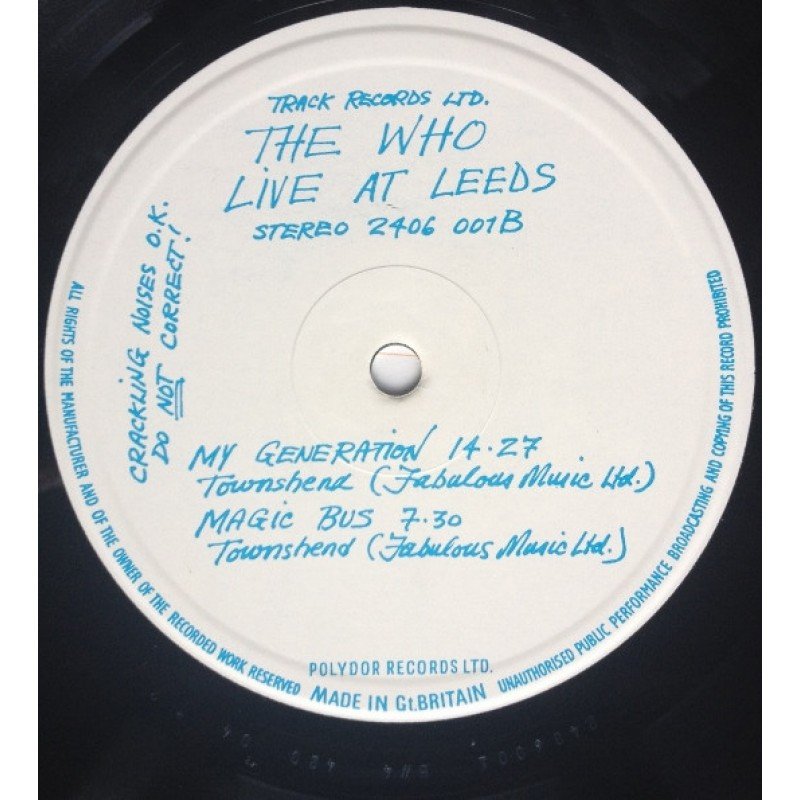 TRACK RECORDS LTD.
THE WHO
LIVE AT LEEDS
STEREO 2406 001B
CRACKLING NOISES O.K.
DO NOT CORRECT!
MY GENERATION 14.27
Townshend (Fabulous Music Ltd.)
MAGIC BUS 7.30
Townshend (Fabulous Music Ltd.)
POLYDOR RECORDS LTD.
ALL RIGHTS OF THE MANUFACTURER AND OF THE OWNER OF THE RECORDED WORK RESERVED
MADE IN Gt.BRITAIN
UNAUTHORISED PUBLIC PERFORMANCE BROADCASTING AND COPYING OF THIS RECORD PROHIBITED